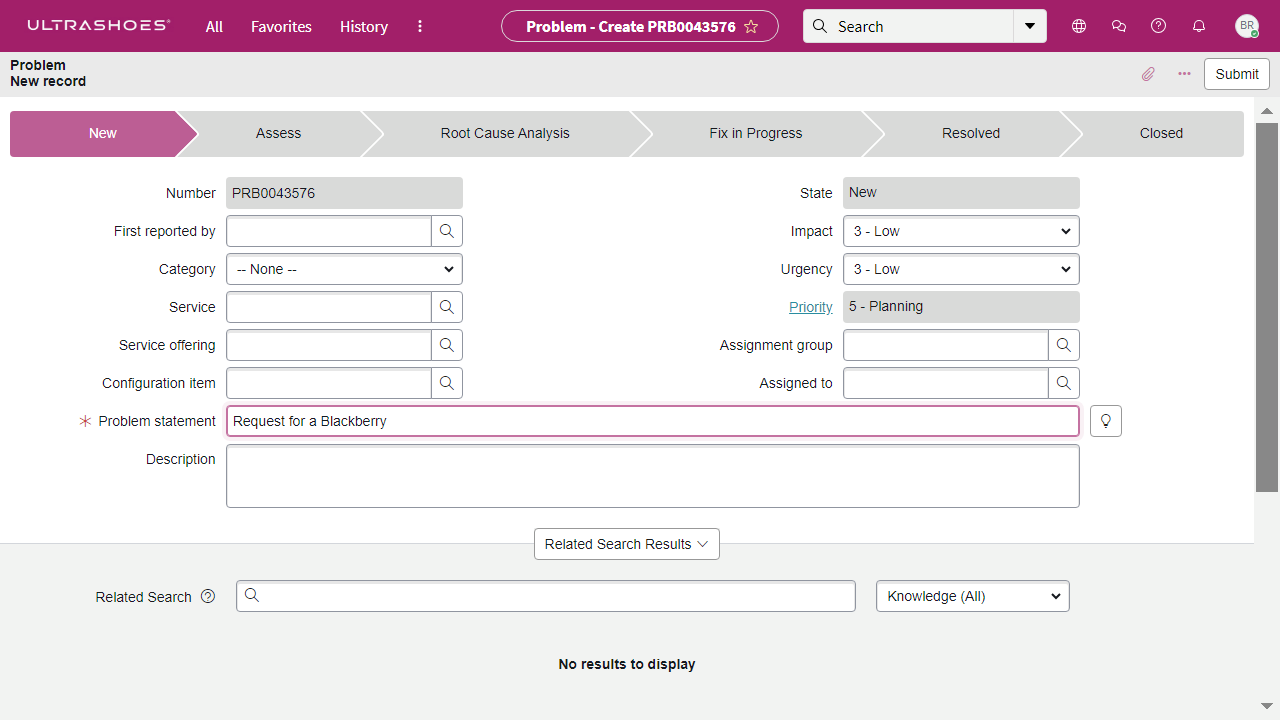 ULTRASHOES® All Favorites History Problem - Create PRB0043576 Search BR
Problem
New record
Submit
New Assess Root Cause Analysis Fix in Progress Resolved Closed
Number PRB0043576 State New
First reported by Impact 3 - Low
Category -- None -- Urgency 3 - Low
Service Priority 5 - Planning
Service offering Assignment group
Configuration item Assigned to
Problem statement Request for a Blackberry
Description
Related Search Results
Related Search Knowledge (All)
No results to display